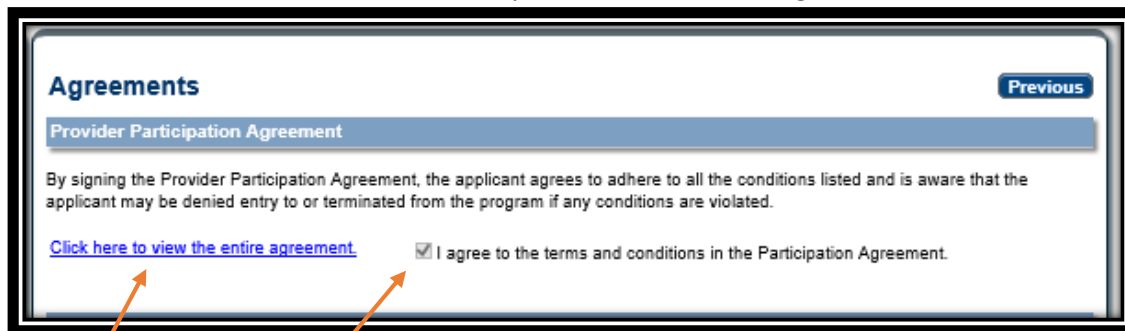 Agreements
Previous
Provider Participation Agreement
By signing the Provider Participation Agreement, the applicant agrees to adhere to all the conditions listed and is aware that the
applicant may be denied entry to or terminated from the program if any conditions are violated.
Click here to view the entire agreement.
I agree to the terms and conditions in the Participation Agreement.